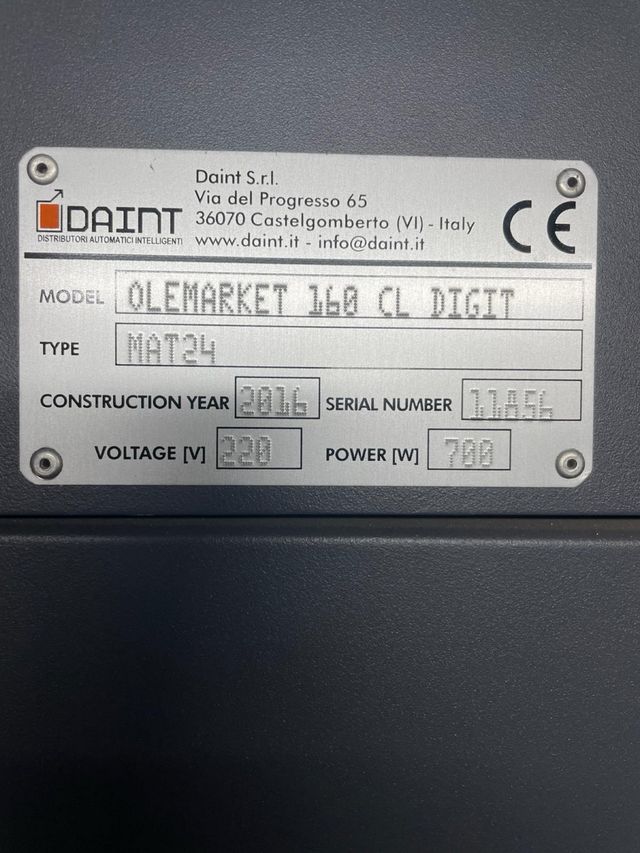 Daint S.r.l.
Via del Progresso 65
36070 Castelgomberto (VI) - Italy
www.daint.it - info@daint.it
DAINT
DISTRIBUTORI AUTOMATICI INTELLIGENTI
CE
MODEL OLEMARKET 160 CL DIGIT
TYPE MAT24
CONSTRUCTION YEAR 2016 SERIAL NUMBER 11856
VOLTAGE [V] 220 POWER [W] 700